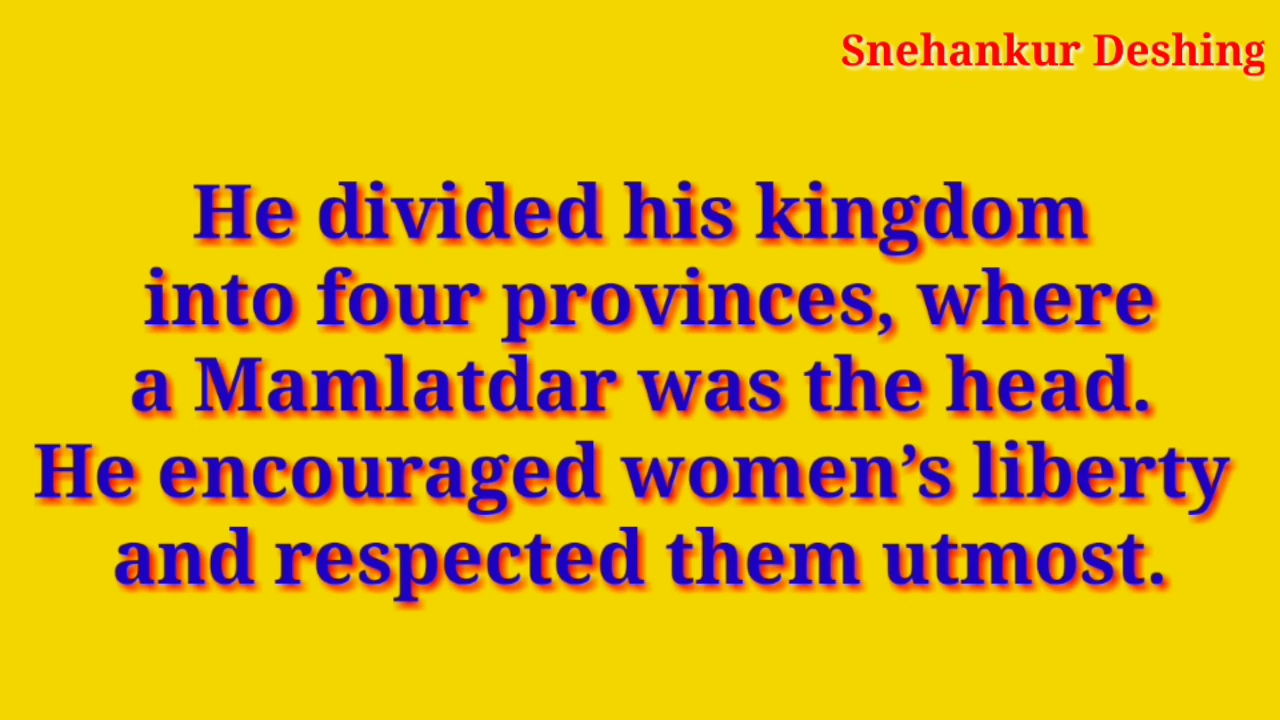 Snehankur Deshing
He divided his kingdom
into four provinces, where
a Mamlatdar was the head.
He encouraged women’s liberty
and respected them utmost.